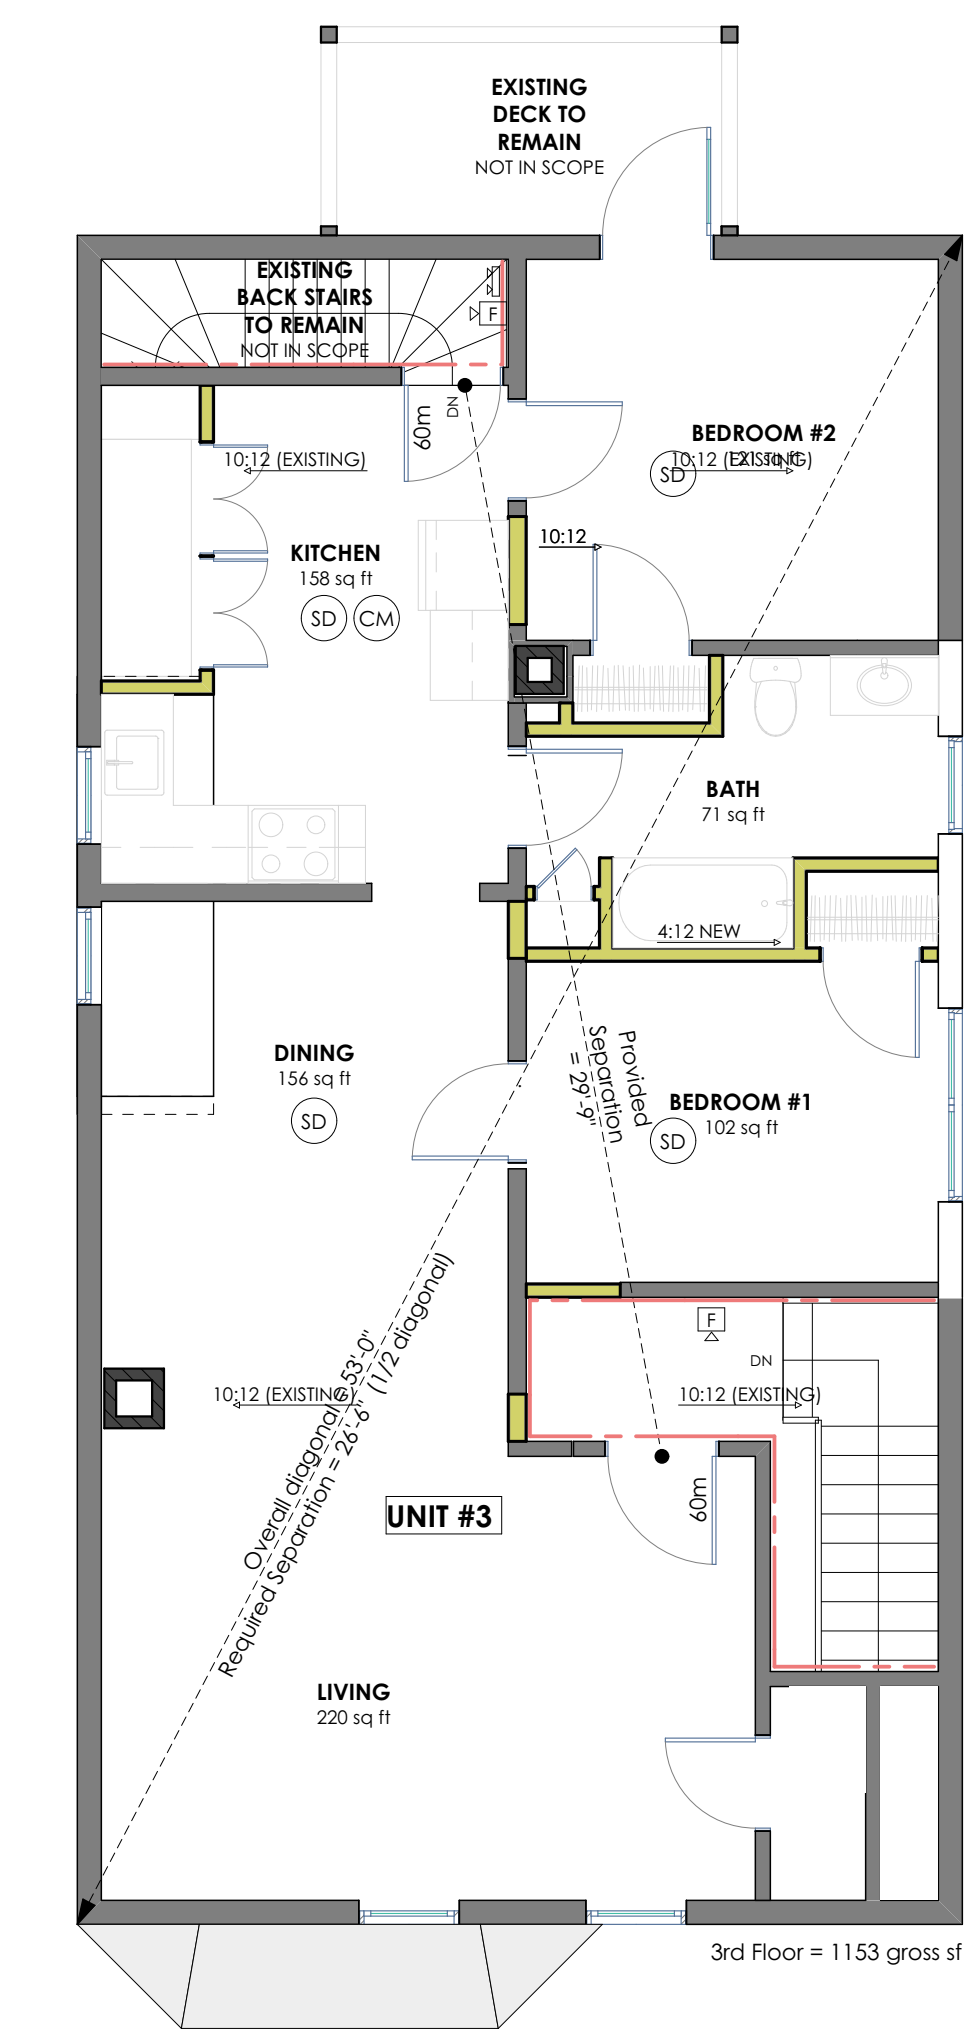 EXISTING
DECK TO
REMAIN
NOT IN SCOPE
EXISTING
BACK STAIRS
TO REMAIN
NOT IN SCOPE
F
DN
60m
10:12 (EXISTING)
BEDROOM #2
121 sq ft
10:12 (EXISTING)
SD
10:12
KITCHEN
158 sq ft
SD
CM
BATH
71 sq ft
4:12 NEW
DINING
156 sq ft
SD
Provided
Separation
= 29'-9"
BEDROOM #1
102 sq ft
SD
F
DN
10:12 (EXISTING)
10:12 (EXISTING)
Overall diagonal = 53'-0"
Required Separation = 26'-6" (1/2 diagonal)
60m
UNIT #3
LIVING
220 sq ft
3rd Floor = 1153 gross sf